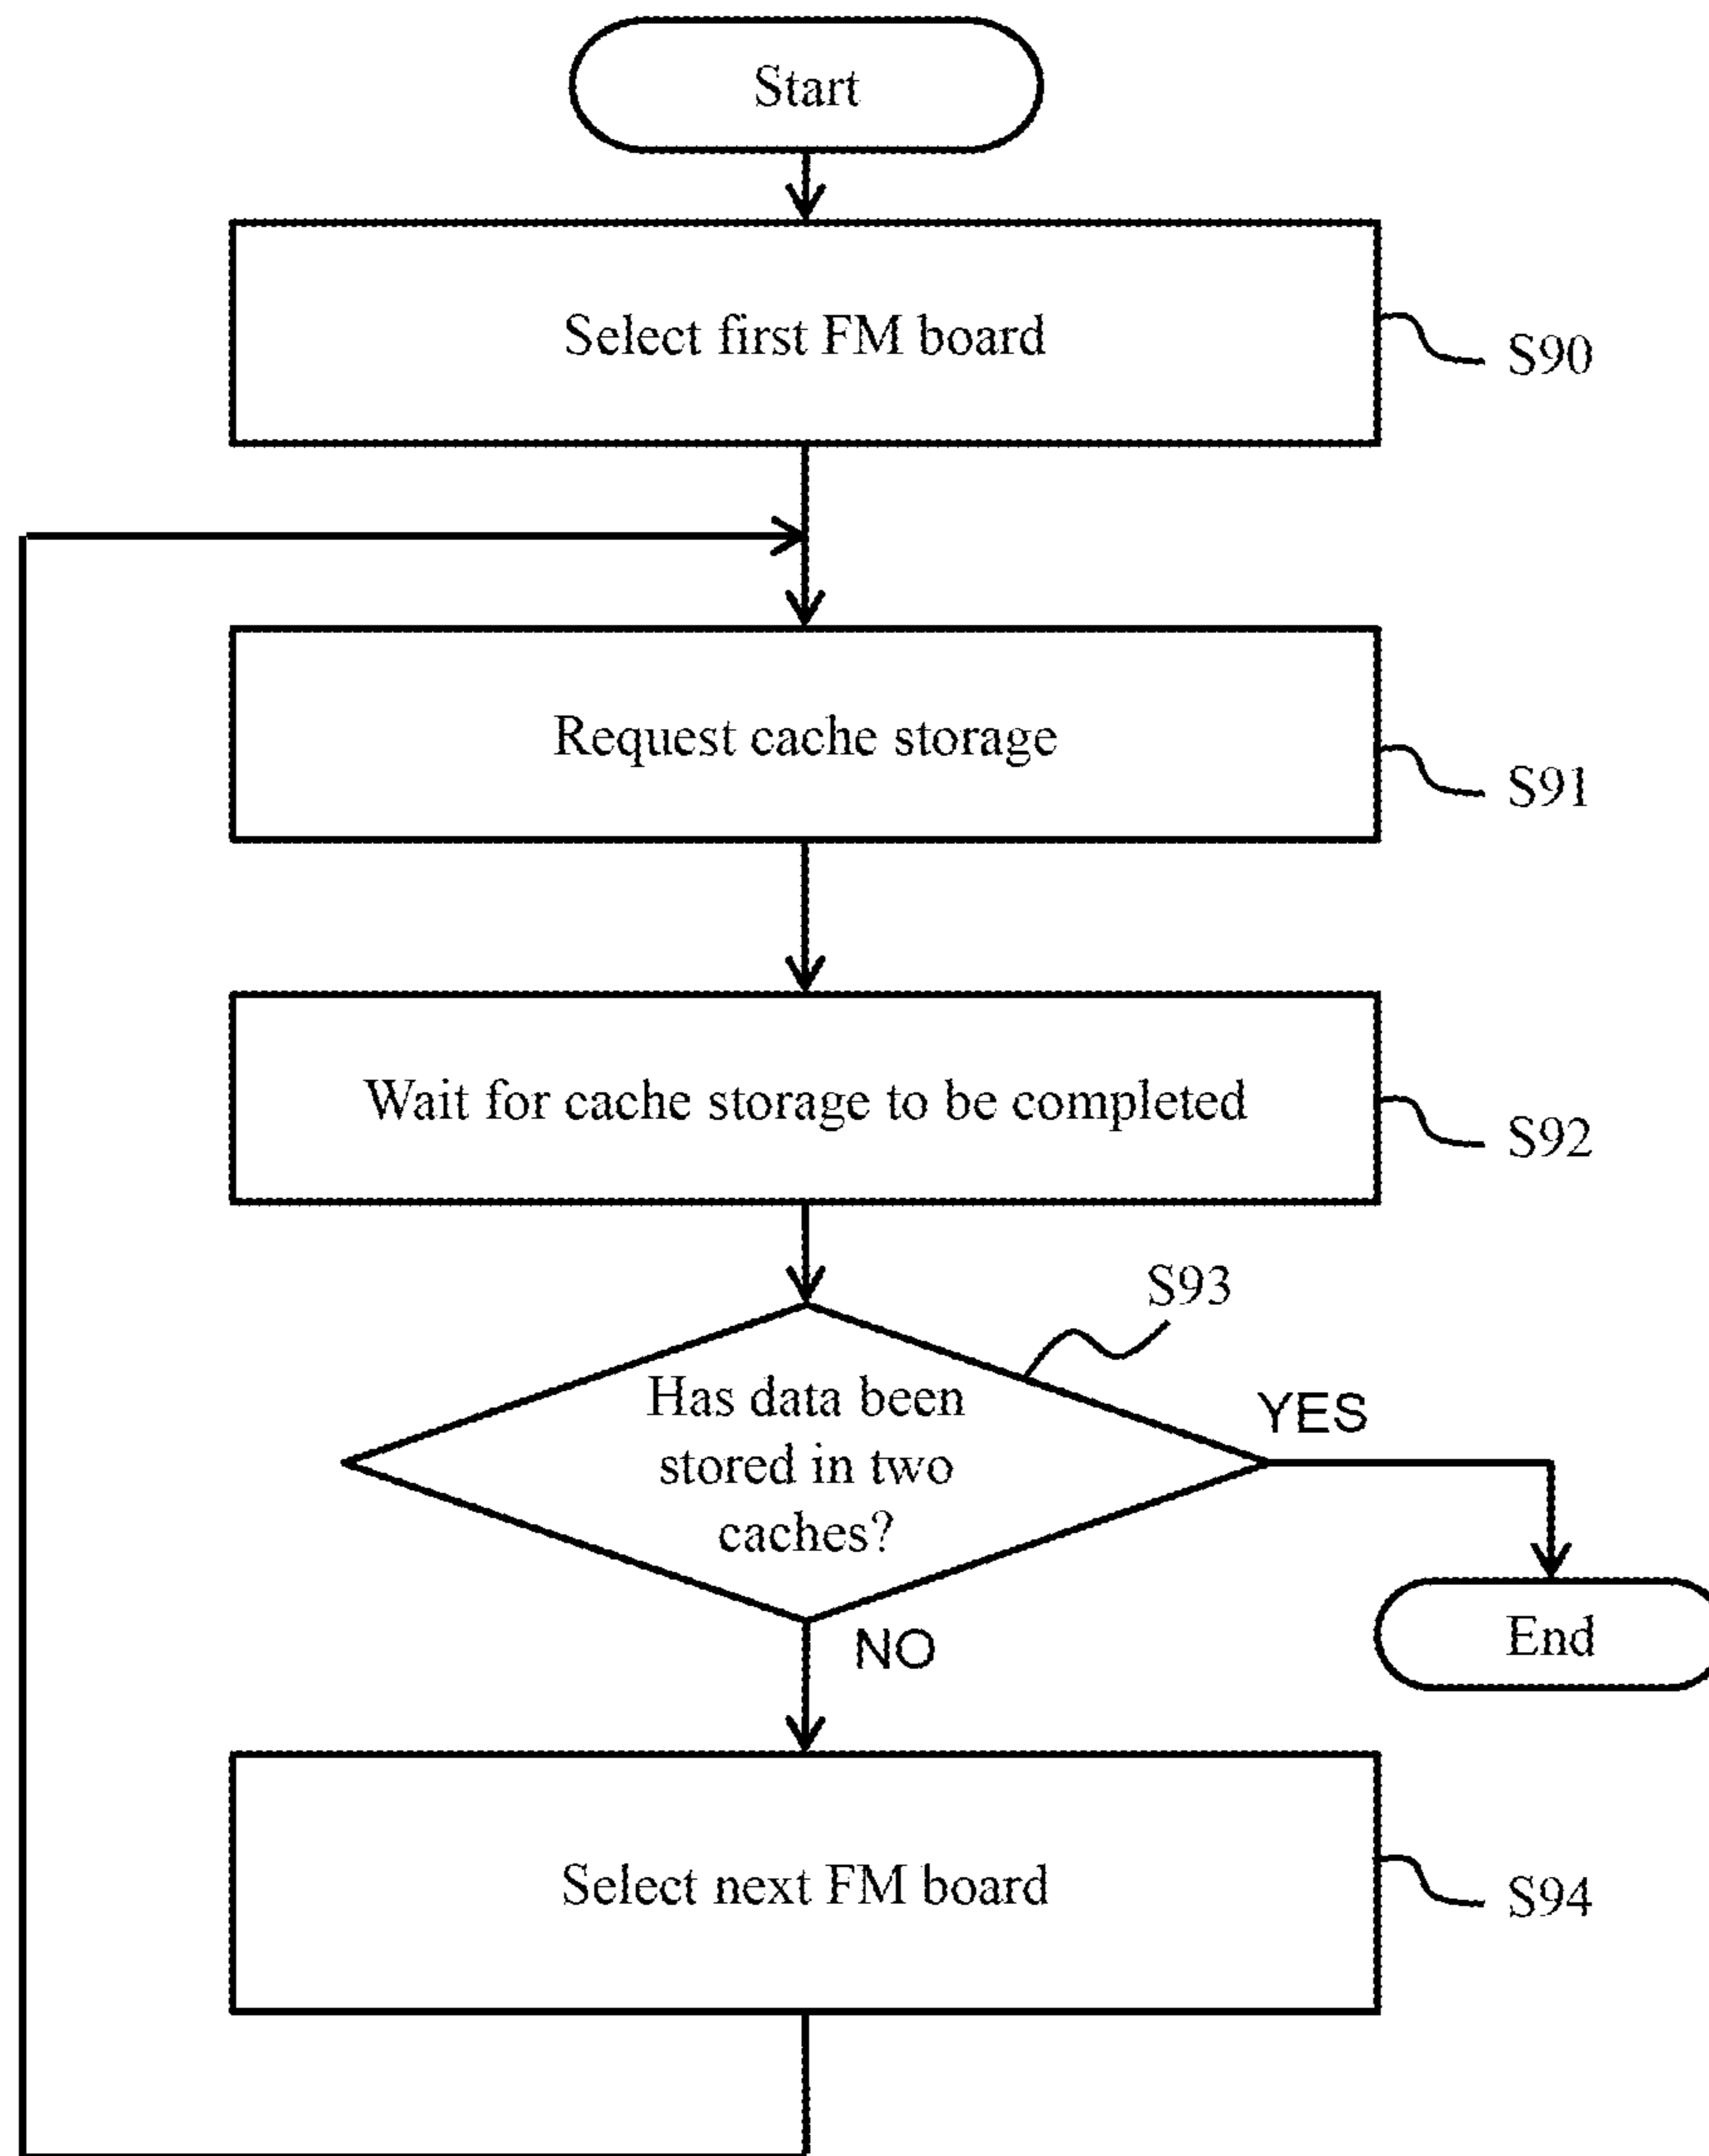 Start
Select first FM board
S90
Request cache storage
S91
Wait for cache storage to be completed
S92
S93
Has data been
stored in two
caches?
YES
NO
End
Select next FM board
S94